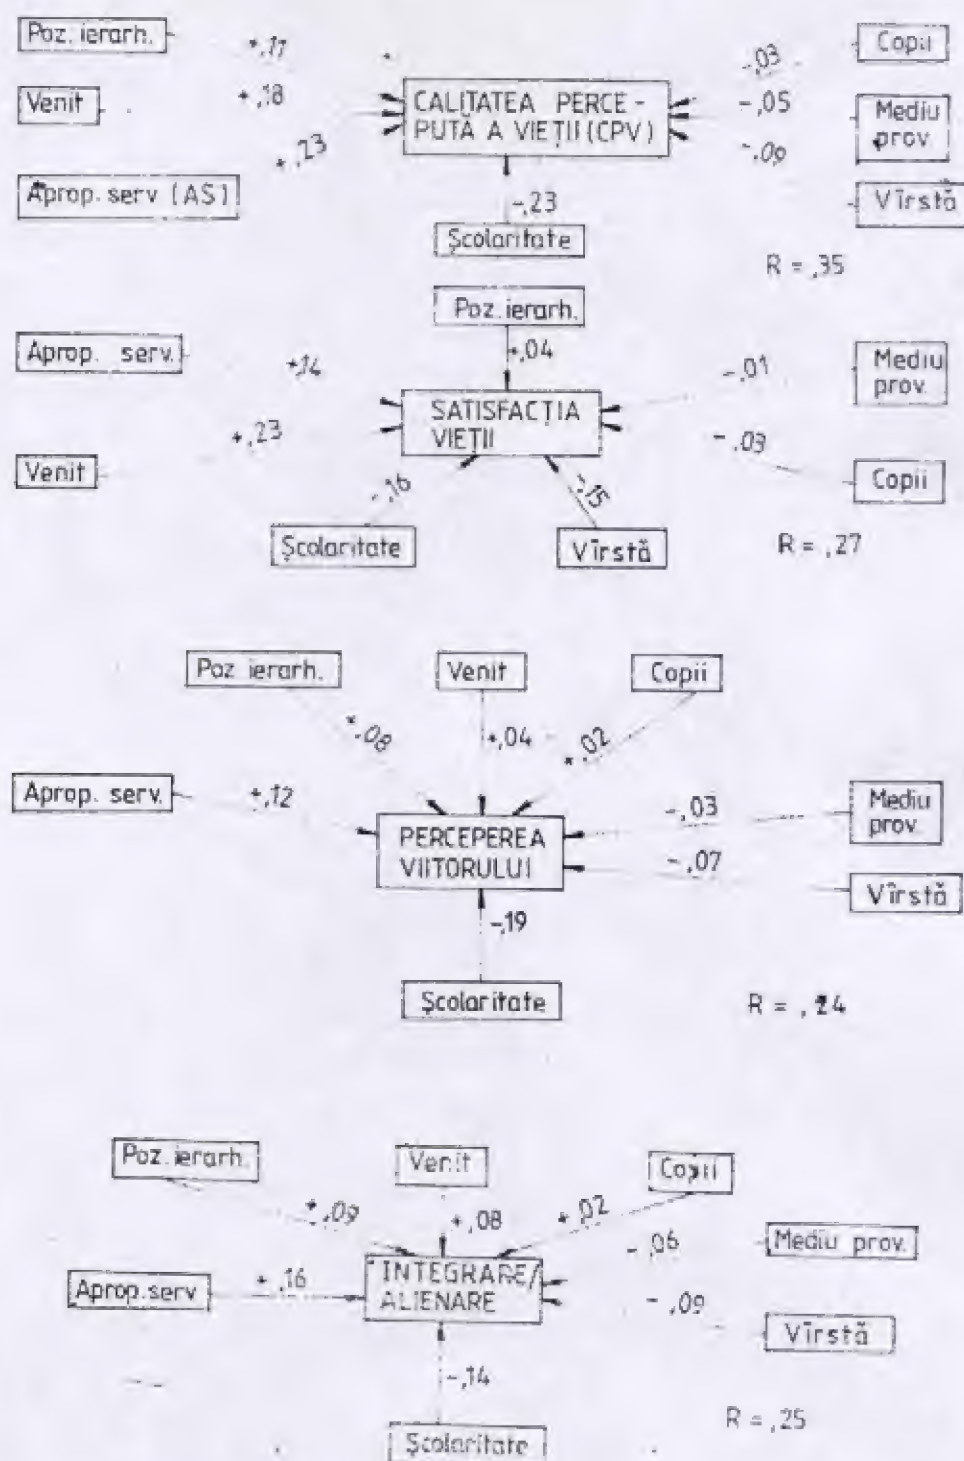 Poz. ierarh.
+,11
-,03
Copii
Venit
+,18
CALITATEA PERCE-
PUTĂ A VIEȚII (CPV)
-,05
Mediu
prov.
+,23
-,09
Aprop. serv (AS)
Vîrstă
-,23
Școlaritate
R = ,35
Poz. ierarh.
Aprop. serv.
+,14
+,04
-,01
Mediu
prov.
SATISFACȚIA
VIEȚII
+,23
-,03
Venit
-,16
-,15
Copii
Școlaritate
Vîrstă
R = ,27
Poz ierarh.
Venit
Copii
+,08
+,04
+,02
Aprop. serv.
+,12
-,03
Mediu
prov.
PERCEPEREA
VIITORULUI
-,07
Vîrstă
-,19
Școlaritate
R = ,24
Poz. ierarh.
Venit
Copii
+,09
+,08
+,02
-,06
Mediu prov.
Aprop. serv
+,16
INTEGRARE/
ALIENARE
-,09
Vîrstă
-,14
R = ,25
Școlaritate